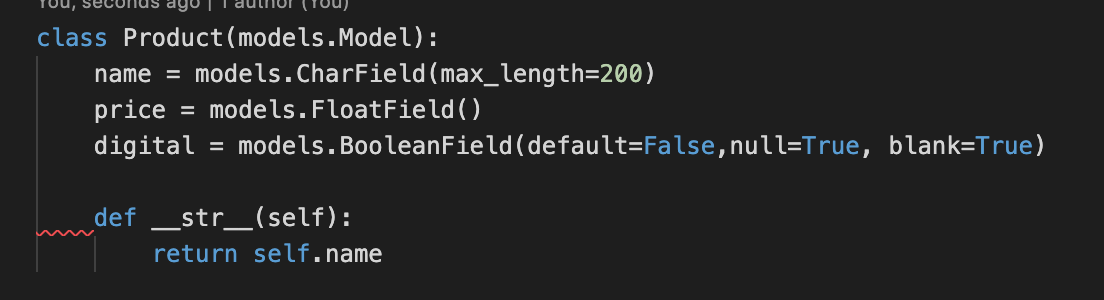 You, seconds ago | 1 author (You)
class Product(models.Model):
    name = models.CharField(max_length=200)
    price = models.FloatField()
    digital = models.BooleanField(default=False,null=True, blank=True)
    def __str__(self):
        return self.name